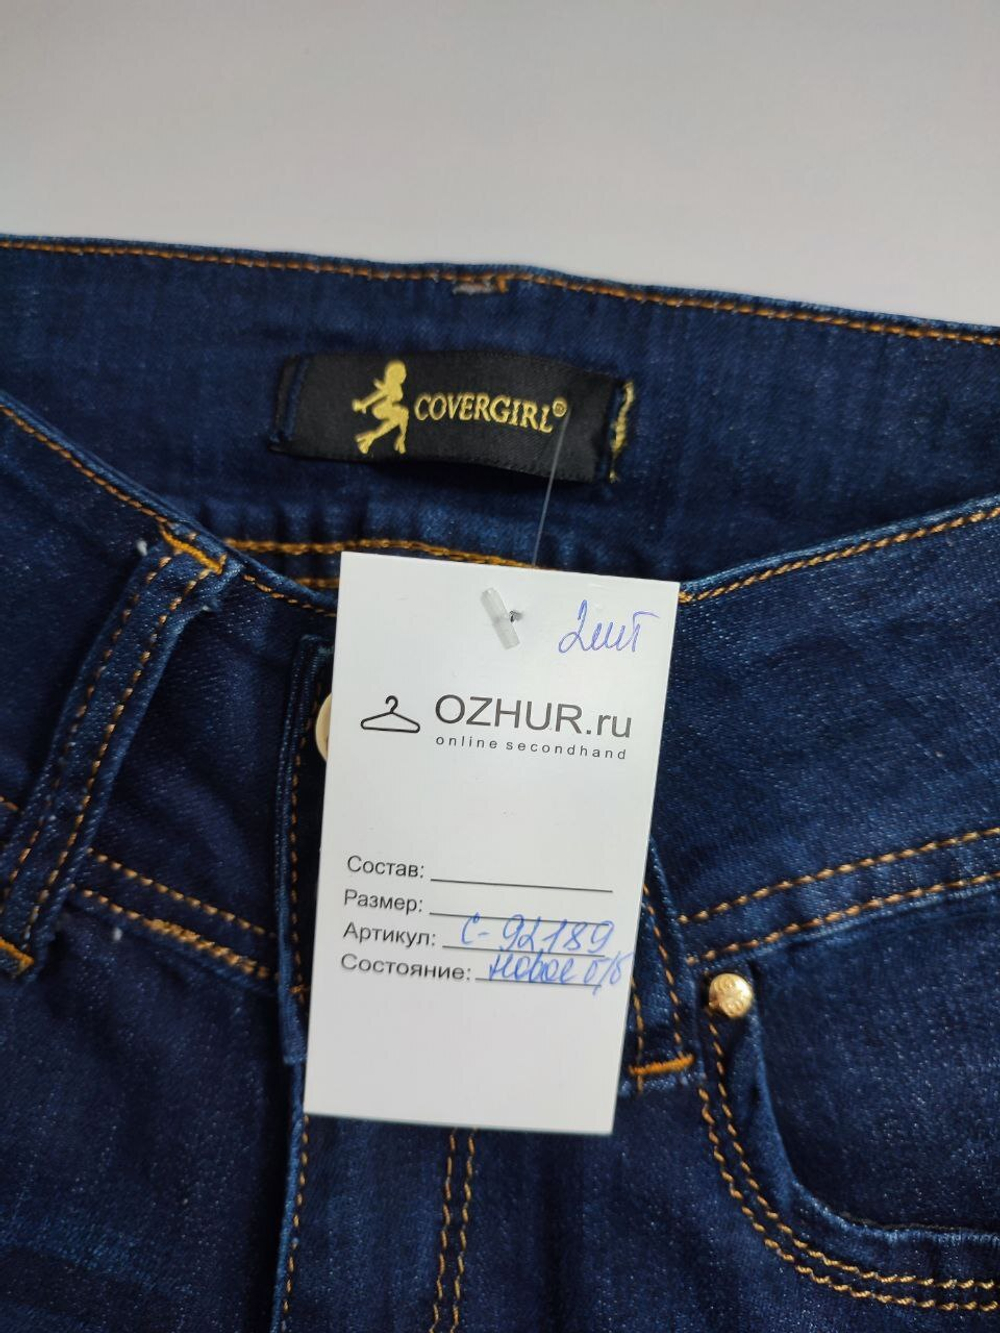 COVERGIRL®
2шт
OZHUR.ru
online secondhand
Состав:
Размер:
Артикул: С-92189
Состояние: новое б/б